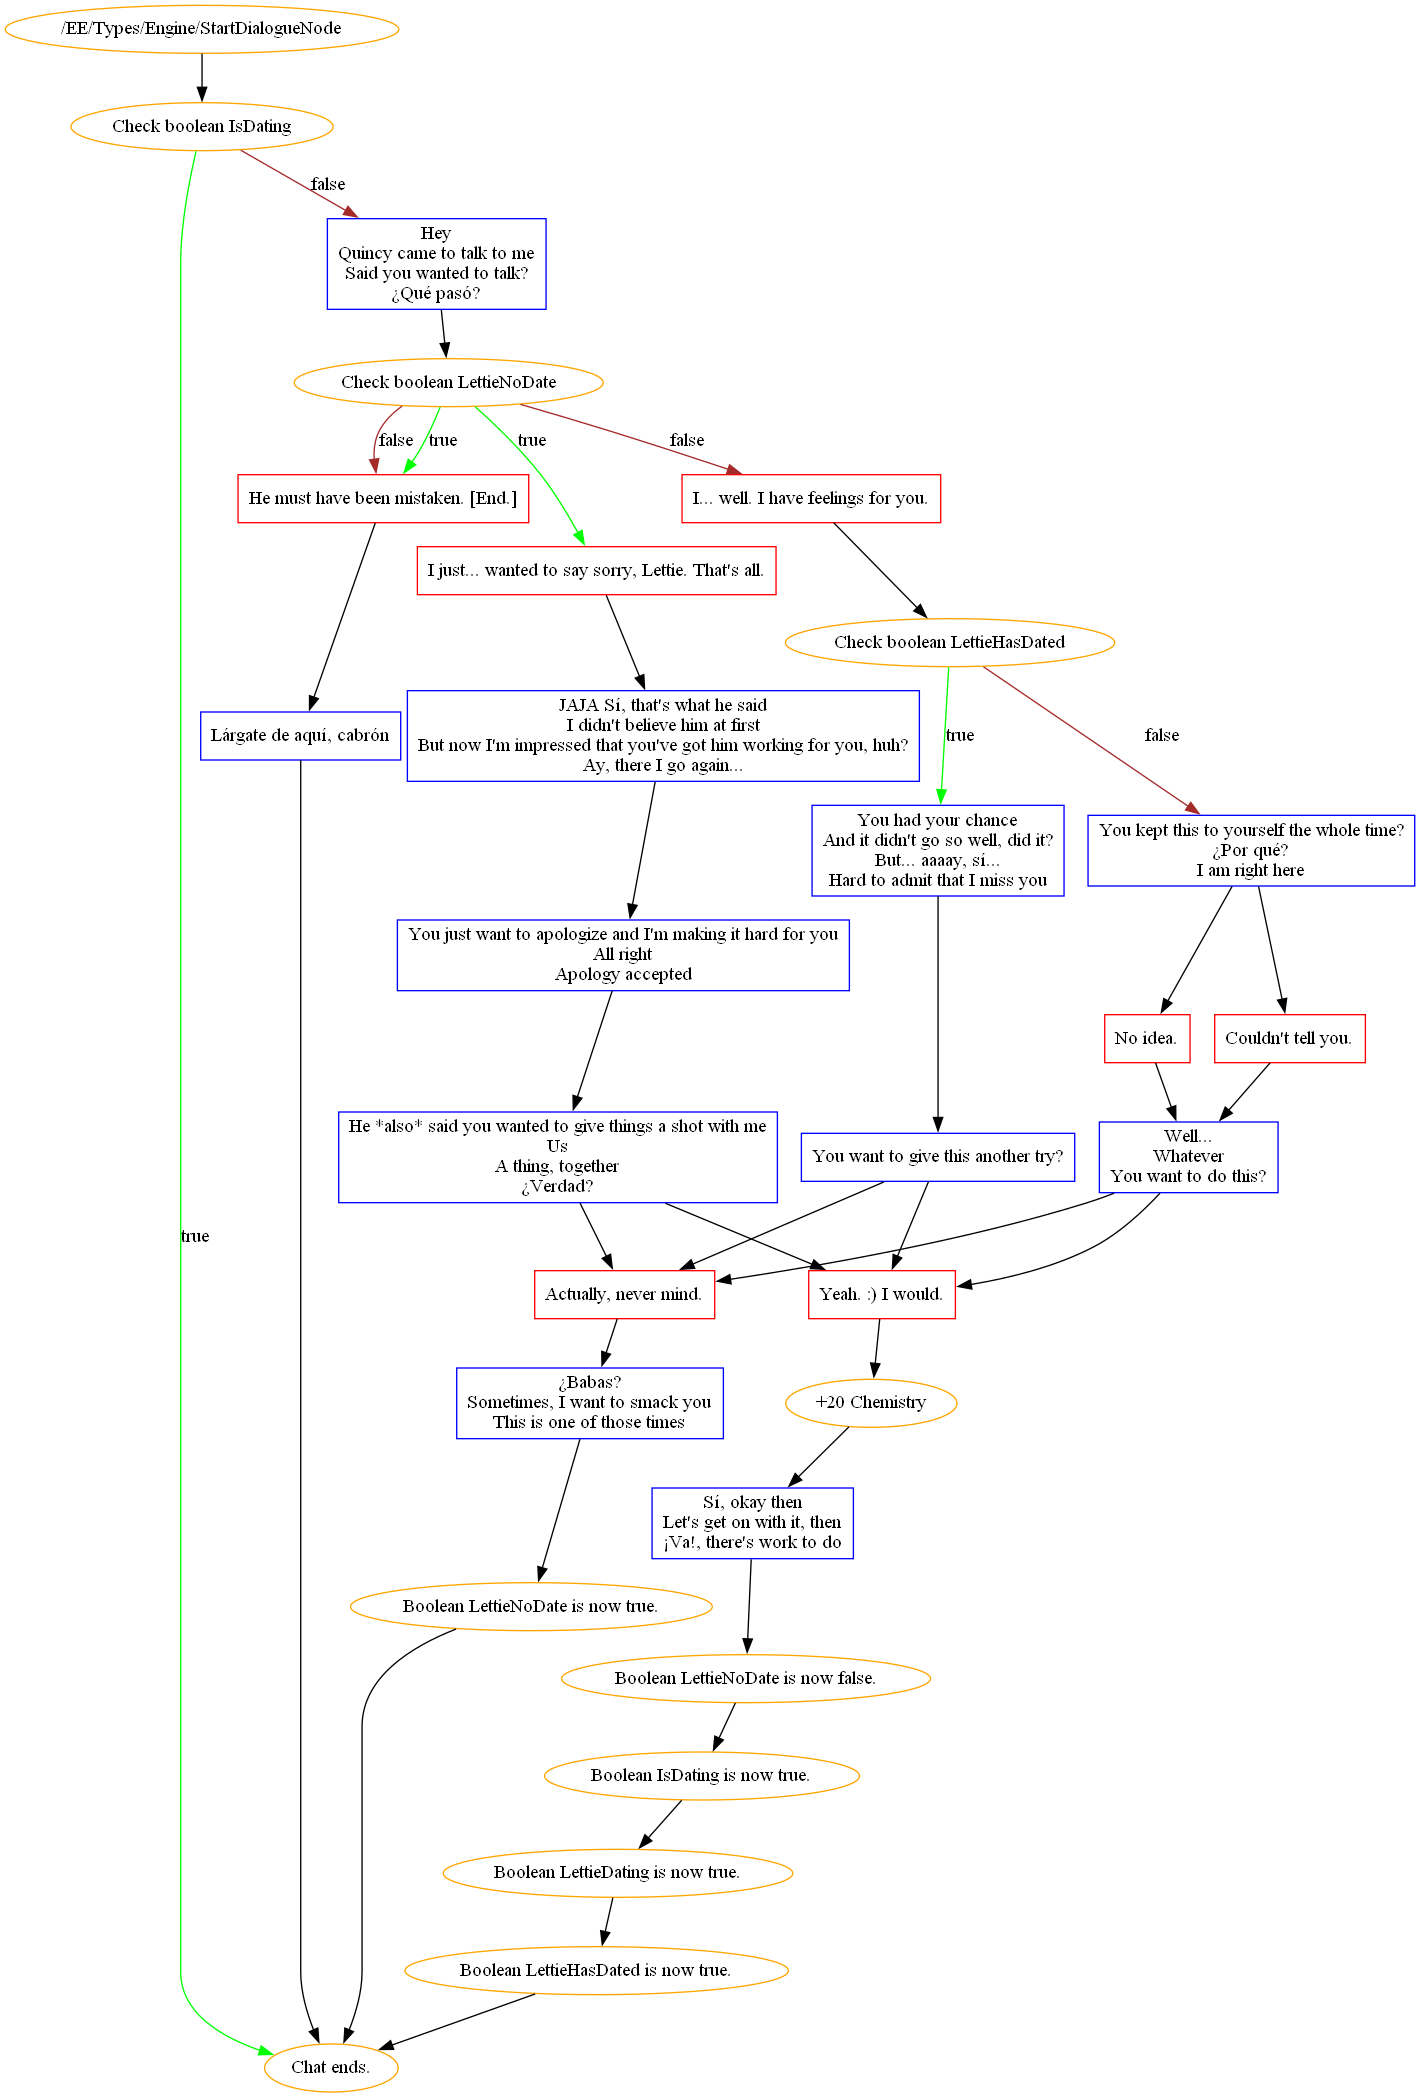 /EE/Types/Engine/StartDialogueNode
Check boolean IsDating
false
Hey
Quincy came to talk to me
Said you wanted to talk?
¿Qué pasó?
Check boolean LettieNoDate
false
true
true
false
He must have been mistaken. [End.]
I... well. I have feelings for you.
I just... wanted to say sorry, Lettie. That's all.
Check boolean LettieHasDated
Lárgate de aquí, cabrón
JAJA Sí, that's what he said
I didn't believe him at first
But now I'm impressed that you've got him working for you, huh?
Ay, there I go again...
true
false
You had your chance
And it didn't go so well, did it?
But... aaaay, sí...
Hard to admit that I miss you
You kept this to yourself the whole time?
¿Por qué?
I am right here
You just want to apologize and I'm making it hard for you
All right
Apology accepted
No idea.
Couldn't tell you.
He *also* said you wanted to give things a shot with me
Us
A thing, together
¿Verdad?
You want to give this another try?
Well...
Whatever
You want to do this?
true
Actually, never mind.
Yeah. :) I would.
¿Babas?
Sometimes, I want to smack you
This is one of those times
+20 Chemistry
Sí, okay then
Let's get on with it, then
¡Va!, there's work to do
Boolean LettieNoDate is now true.
Boolean LettieNoDate is now false.
Boolean IsDating is now true.
Boolean LettieDating is now true.
Boolean LettieHasDated is now true.
Chat ends.